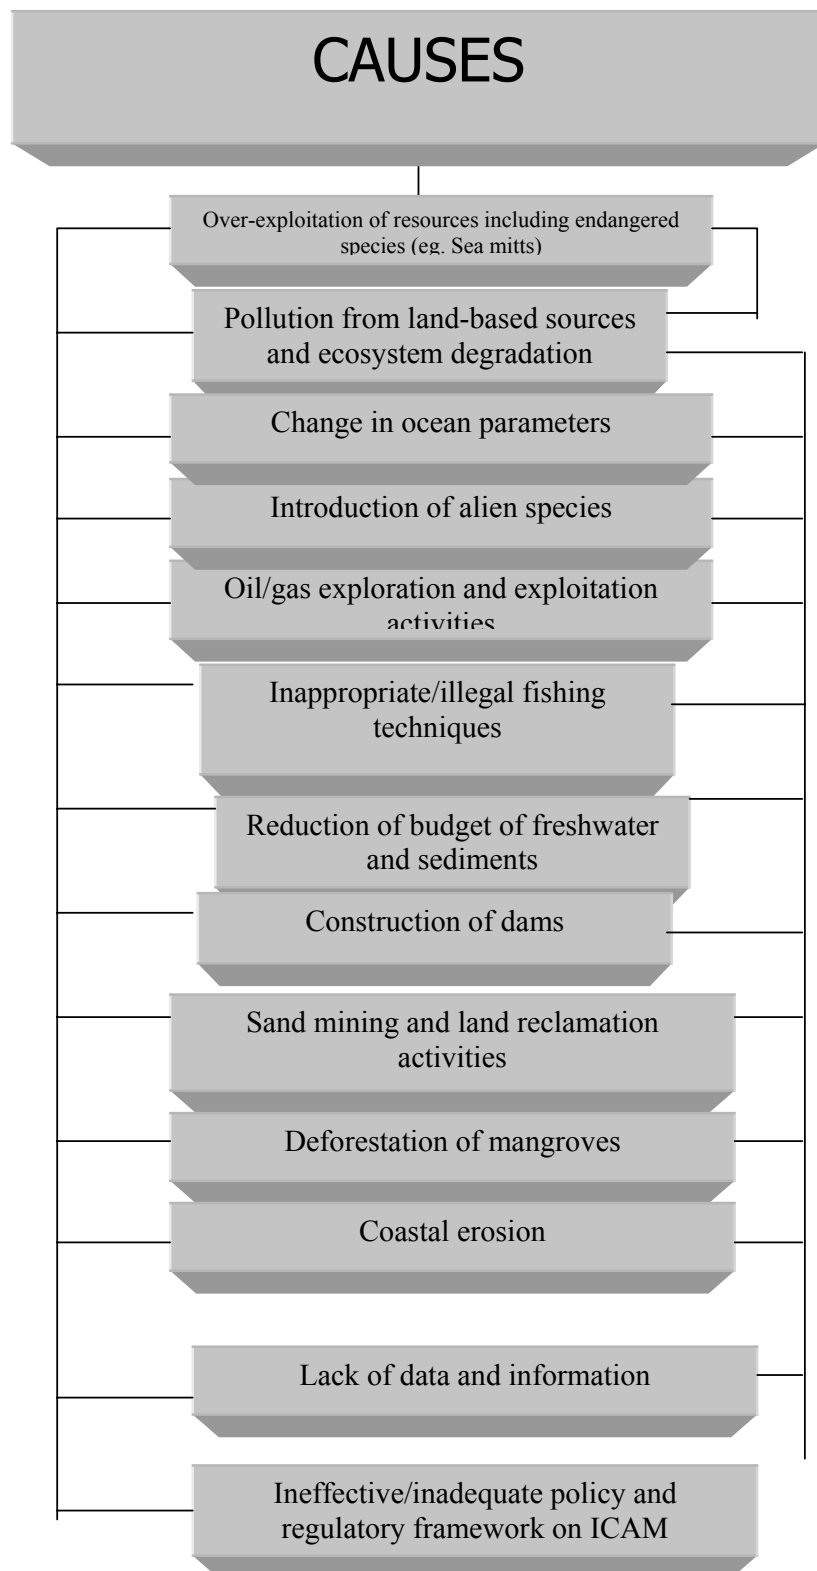 CAUSES
Over-exploitation of resources including endangered
species (eg. Sea mitts)
Pollution from land-based sources
and ecosystem degradation
Change in ocean parameters
Introduction of alien species
Oil/gas exploration and exploitation
activities
Inappropriate/illegal fishing
techniques
Reduction of budget of freshwater
and sediments
Construction of dams
Sand mining and land reclamation
activities
Deforestation of mangroves
Coastal erosion
Lack of data and information
Ineffective/inadequate policy and
regulatory framework on ICAM